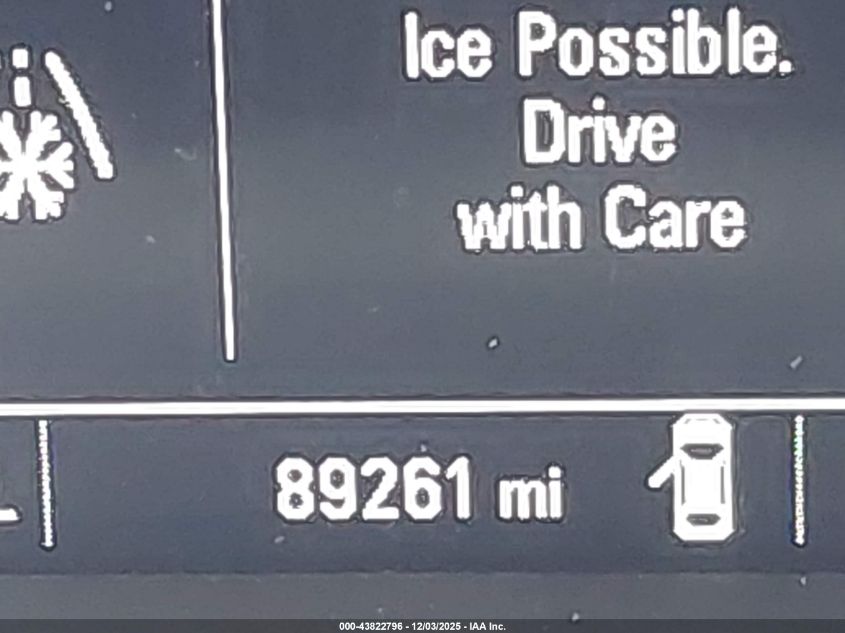 Ice Possible.
Drive
with Care
89261 mi
000-43822796 - 12/03/2025 - IAA Inc.